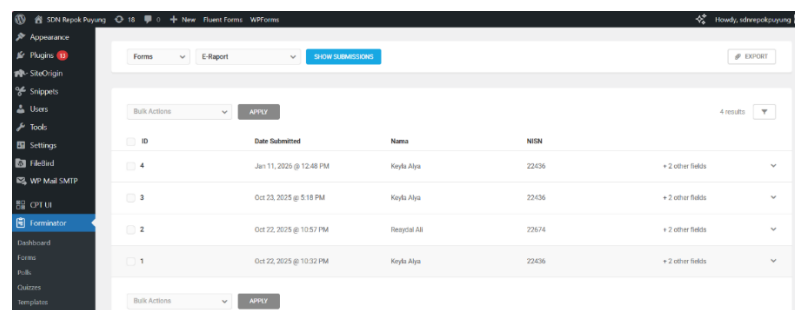 SDN Repok Puyung 18 0 New Fluent Forms WPForms Howdy, sdnrepokpuyung
Appearance
Plugins 13
SiteOrigin
Snippets
Users
Tools
Settings
FileBird
WP Mail SMTP
CPT UI
Forminator
Dashboard
Forms
Polls
Quizzes
Templates
Forms E-Raport SHOW SUBMISSIONS EXPORT
Bulk Actions APPLY 4 results
ID Date Submitted Nama NISN
4 Jan 11, 2026 @ 12:48 PM Keyla Alya 22436 + 2 other fields
3 Oct 23, 2025 @ 5:18 PM Keyla Alya 22436 + 2 other fields
2 Oct 22, 2025 @ 10:57 PM Ali 22674 + 2 other fields
1 Oct 22, 2025 @ 10:32 PM Keyla Alya 22436 + 2 other fields
Bulk Actions APPLY